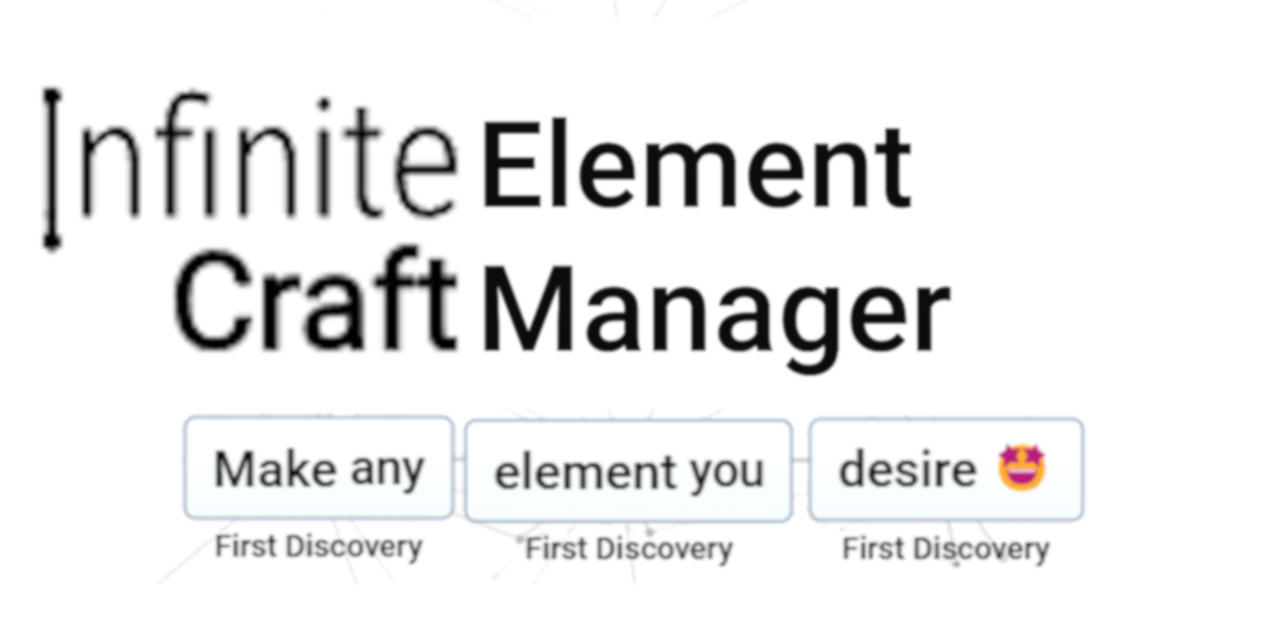 Infinite Element
Craft Manager
Make any element you desire 🤩
First Discovery First Discovery First Discovery